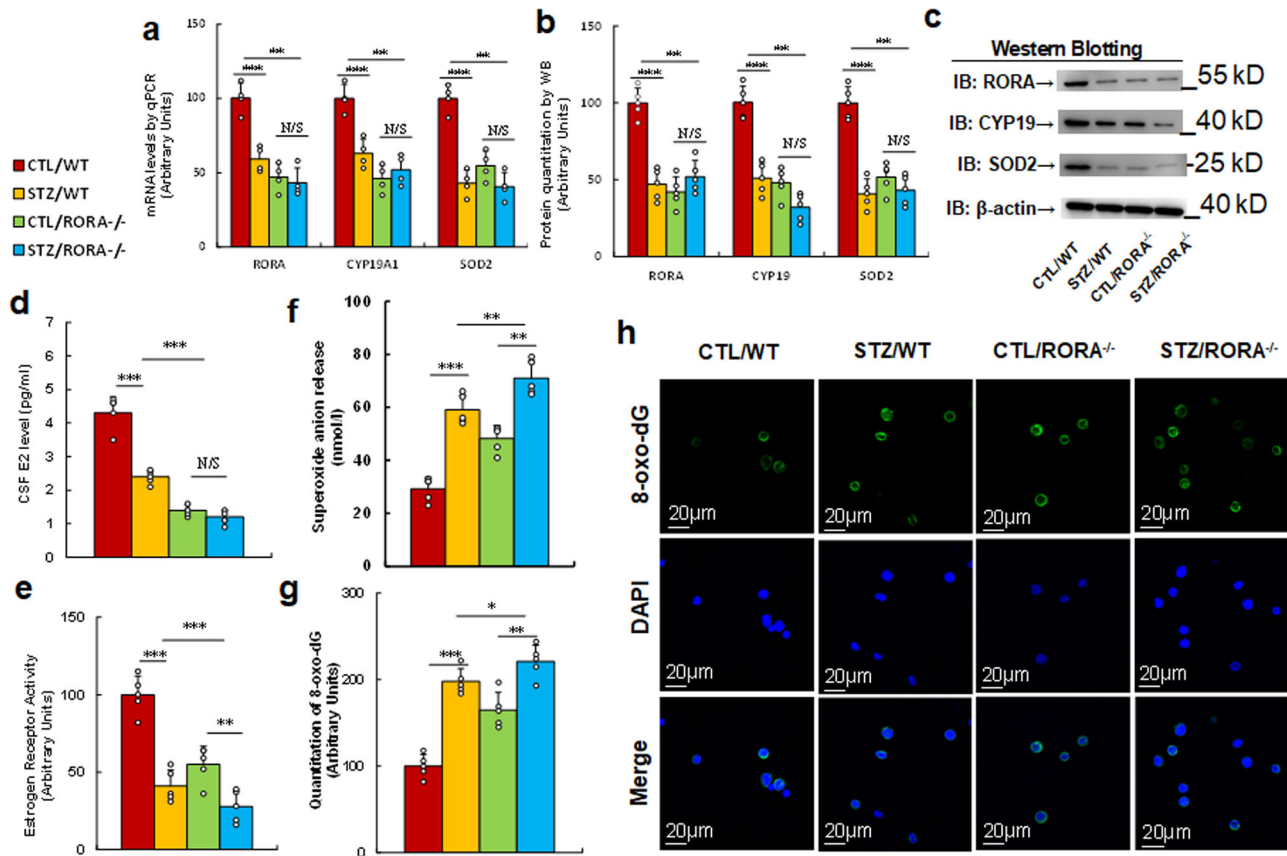 a
mRNA levels by qPCR
(Arbitrary Units)
150
100
50
0
***
**
***
**
***
**
N/S
N/S
RORA
CYP19A1
SOD2
CTL/WT
STZ/WT
CTL/RORA-/-
STZ/RORA-/-
b
Protein quantitation by WB
(Arbitrary Units)
150
100
50
0
***
**
***
**
***
**
N/S
N/S
RORA
CYP19
SOD2
c
Western Blotting
IB: RORA→
55 kD
IB: CYP19→
40 kD
IB: SOD2→
-25 kD
IB: β-actin→
40 kD
CTL/WT
STZ/WT
CTL/RORA-/-
STZ/RORA-/-
d
CSF E2 level (pg/ml)
7
6
5
4
3
2
1
0
***
***
N/S
e
Estrogen Receptor Activity
(Arbitrary Units)
150
100
50
0
***
***
**
f
Superoxide anion release
(nmol/l)
100
80
60
40
20
0
***
**
**
g
Quantitation of 8-oxo-dG
(Arbitrary Units)
300
200
100
0
***
*
**
h
CTL/WT
STZ/WT
CTL/RORA-/-
STZ/RORA-/-
8-oxo-dG
20µm
20µm
20µm
20µm
DAPI
20µm
20µm
20µm
20µm
Merge
20µm
20µm
20µm
20µm